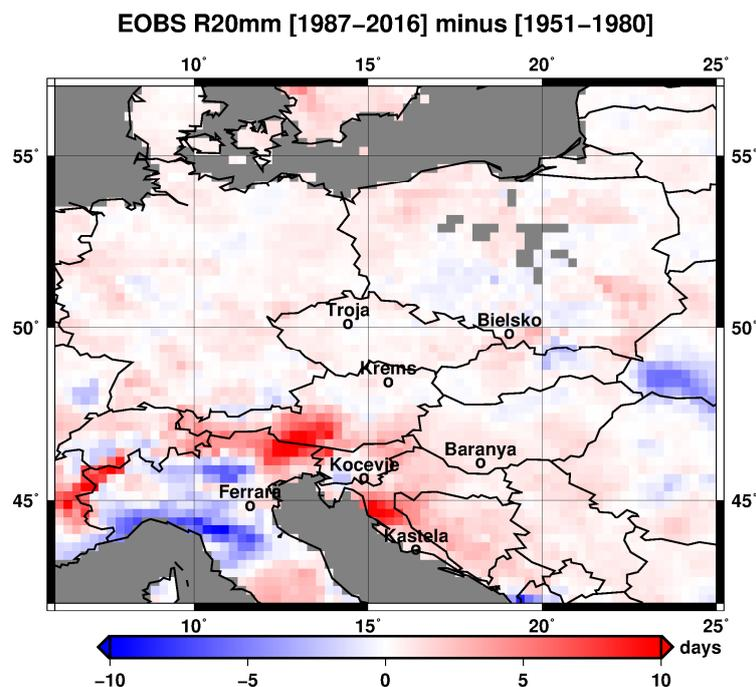 EOBS R20mm [1987−2016] minus [1951−1980]
10° 15° 20° 25°
55° 55°
Troja
Bielsko
50° 50°
Krems
Baranya
Kocevje
Ferrara
45° 45°
Kastela
10° 15° 20° 25°
days
−10 −5 0 5 10